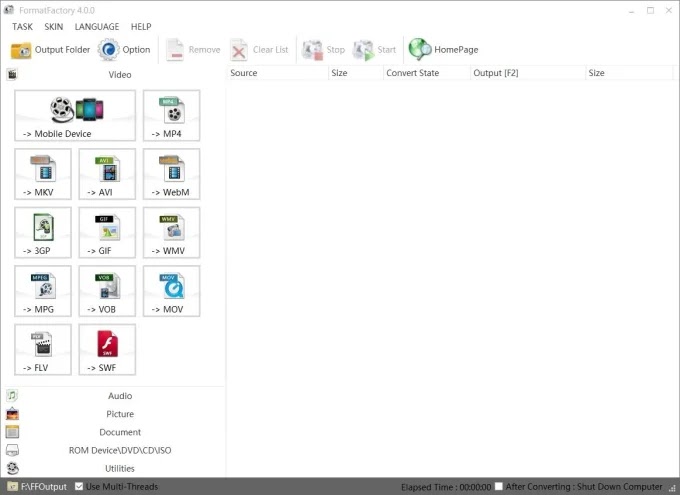 FormatFactory 4.0.0
TASK SKIN LANGUAGE HELP
Output Folder Option Remove Clear List Stop Start HomePage
Video
Source Size Convert State Output [F2] Size
-> Mobile Device
MP4
-> MP4
-> MKV
AVI
-> AVI
-> WebM
-> 3GP
GIF
-> GIF
WMV
-> WMV
MPEG
-> MPG
VOB
-> VOB
MOV
-> MOV
FLV
-> FLV
-> SWF
Audio
Picture
Document
ROM Device\DVD\CD\ISO
Utilities
F:\FFOutput Use Multi-Threads Elapsed Time : 00:00:00 After Converting : Shut Down Computer